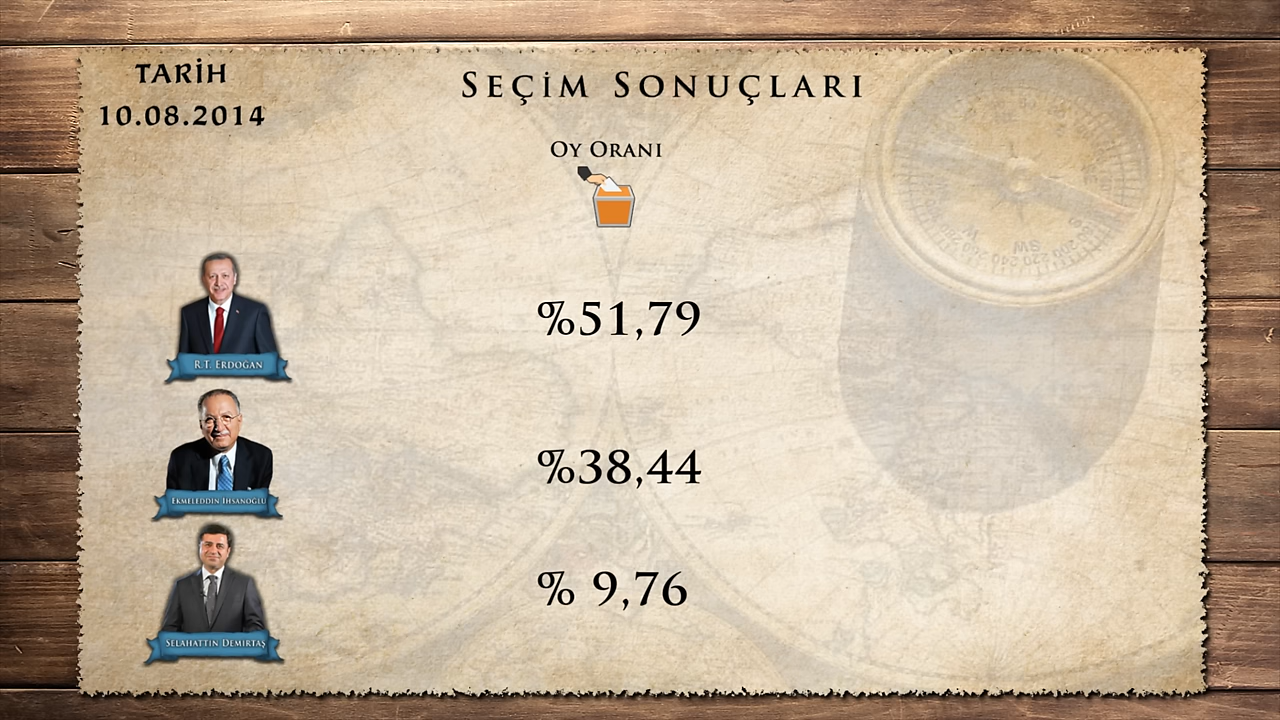 TARİH
10.08.2014
SEÇİM SONUÇLARI
OY ORANI
R.T. ERDOĞAN
%51,79
EKMELEDDİN İHSANOĞLU
%38,44
SELAHATTİN DEMİRTAŞ
% 9,76